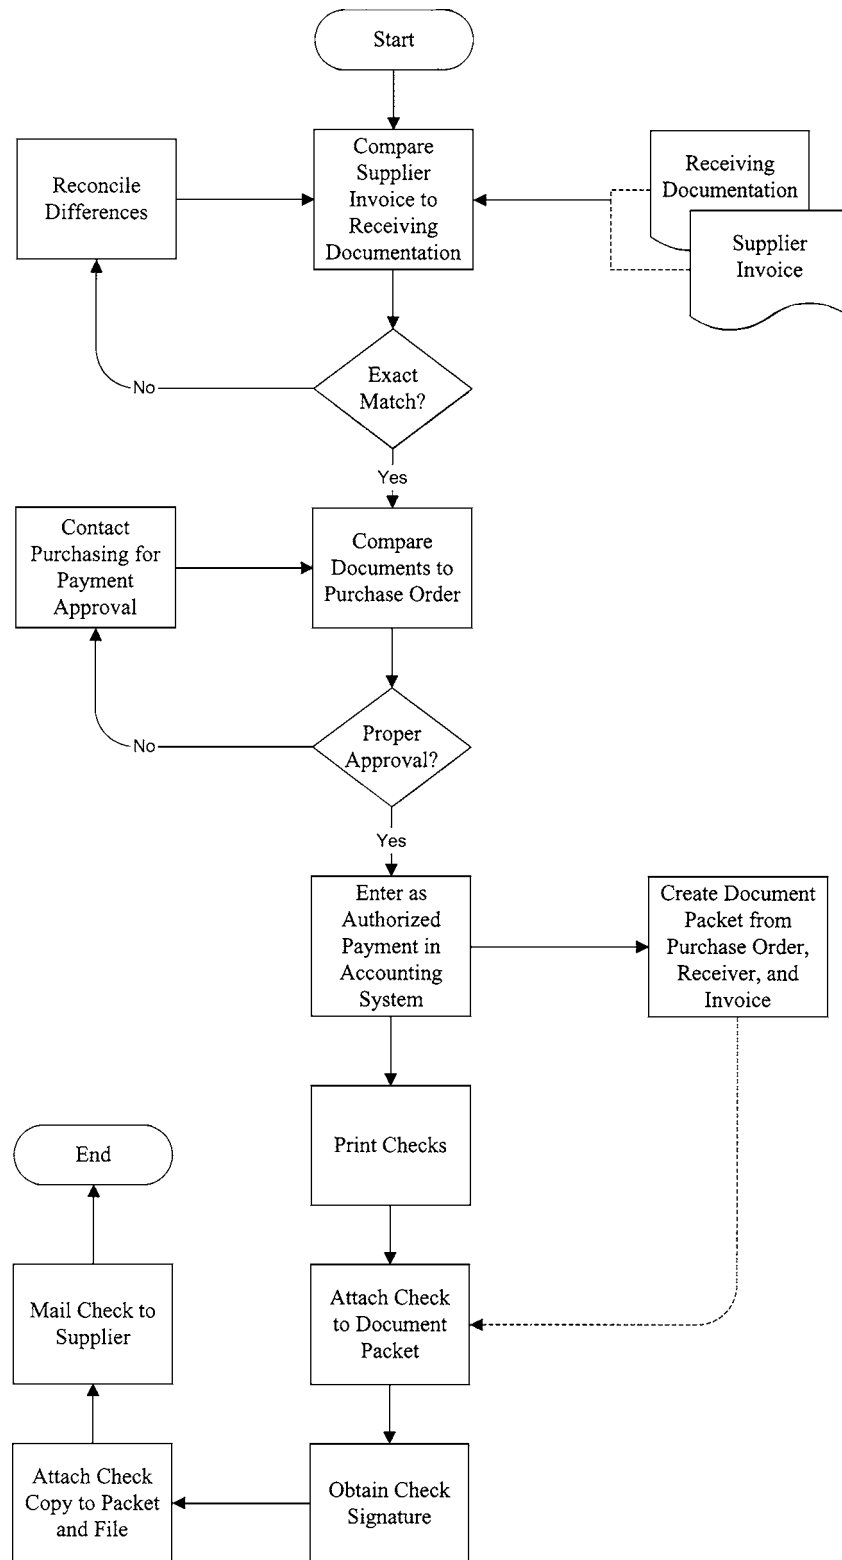 Start
Compare
Supplier
Invoice to
Receiving
Documentation
Reconcile
Differences
Receiving
Documentation
Supplier
Invoice
Exact
Match?
No
Yes
Contact
Purchasing for
Payment
Approval
Compare
Documents to
Purchase Order
Proper
Approval?
No
Yes
Enter as
Authorized
Payment in
Accounting
System
Create Document
Packet from
Purchase Order,
Receiver, and
Invoice
Print Checks
End
Mail Check to
Supplier
Attach Check
to Document
Packet
Attach Check
Copy to Packet
and File
Obtain Check
Signature